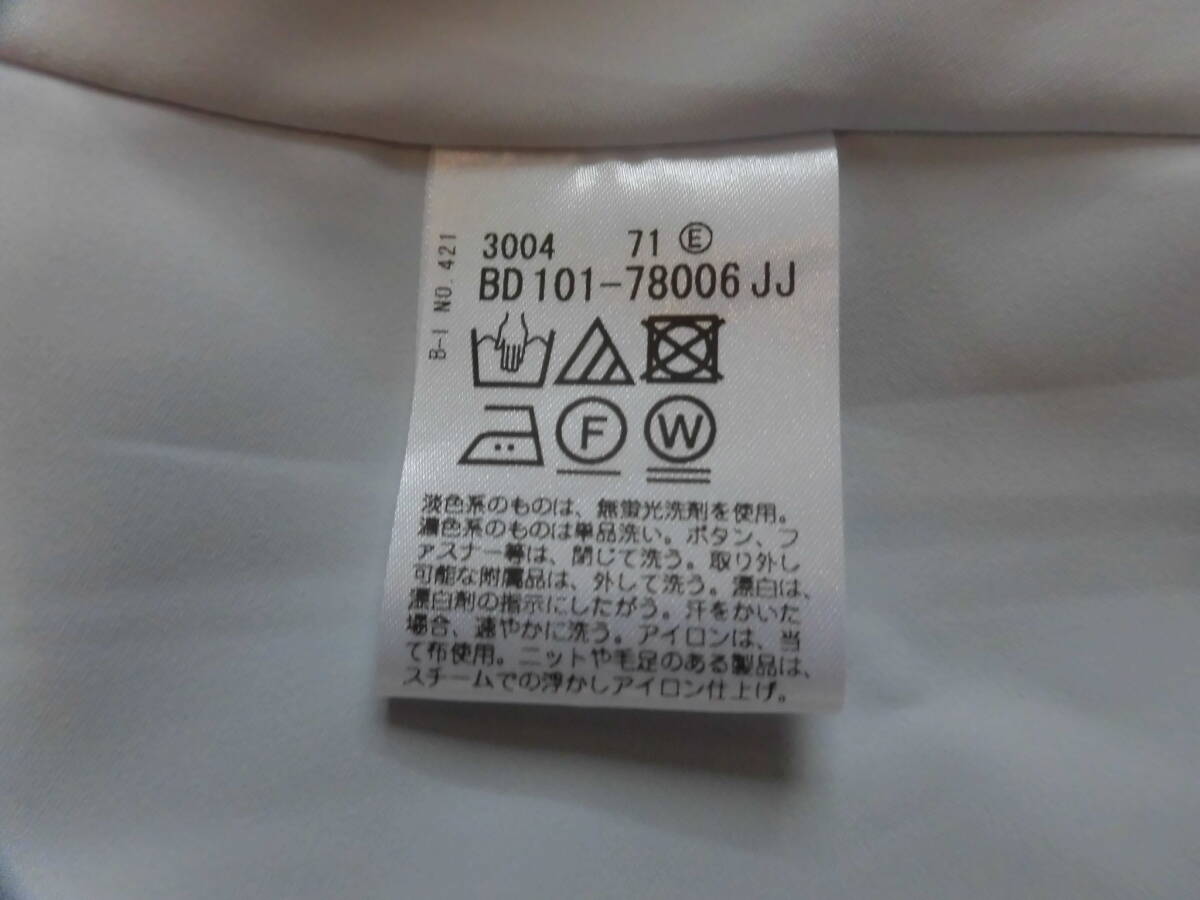 3004 71 Ⓔ
BD101-78006JJ
B-I NO.421
F W
淡色系のものは、無蛍光洗剤を使用。
濃色系のものは単品洗い。ボタン、フ
ァスナー等は、閉じて洗う。取り外し
可能な附属品は、外して洗う。漂白は、
漂白剤の指示にしたがう。汗をかいた
場合、速やかに洗う。アイロンは、当
て布使用。ニットや毛足のある製品は、
スチームでの浮かしアイロン仕上げ。